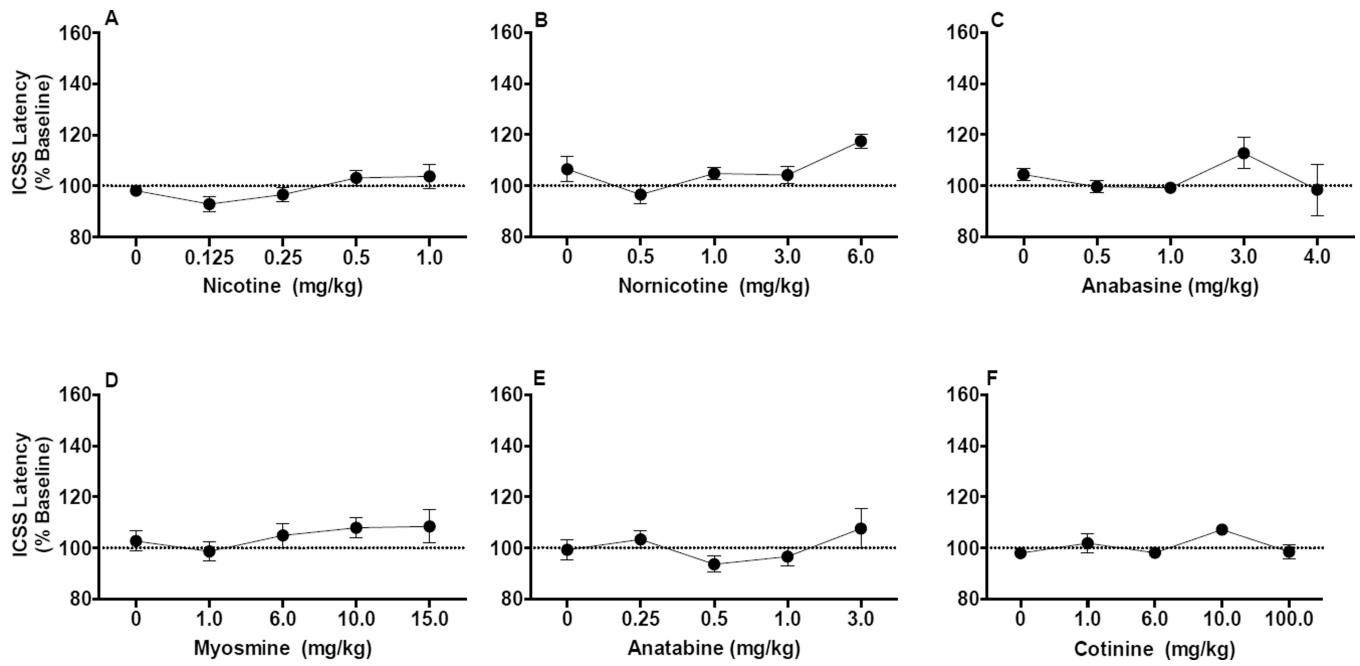 A
ICSS Latency
(% Baseline)
160
140
120
100
80
0 0.125 0.25 0.5 1.0
Nicotine (mg/kg)
B
160
140
120
100
80
0 0.5 1.0 3.0 6.0
Nornicotine (mg/kg)
C
160
140
120
100
80
0 0.5 1.0 3.0 4.0
Anabasine (mg/kg)
D
ICSS Latency
(% Baseline)
160
140
120
100
80
0 1.0 6.0 10.0 15.0
Myosmine (mg/kg)
E
160
140
120
100
80
0 0.25 0.5 1.0 3.0
Anatabine (mg/kg)
F
160
140
120
100
80
0 1.0 6.0 10.0 100.0
Cotinine (mg/kg)